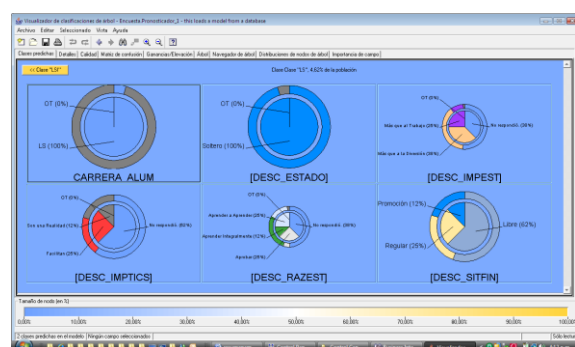 Visualizador de clasificaciones de árbol - Encuesta.Pronosticador_1 - this loads a model from a database
Archivo Editar Seleccionado Vista Ayuda
Clases predichas Detalles Calidad Matriz de confusión Ganancias/Elevación Árbol Navegador de árbol Distribuciones de nodos de árbol Importancia de campo
<< Clase "LS1"
Clase Clase "LS", 4.62% de la población
OT (0%)
LS (100%)
CARRERA_ALUM
OT (0%)
Soltero (100%)
[DESC_ESTADO]
OT (0%)
Más que al Trabajo (25%)
No respondió. (38%)
[DESC_IMPEST]
OT (0%)
Son una Realidad (12%)
No respondió.
Facilitan (25%)
[DESC_IMPTICS]
OT (0%)
Aprender a Aprender (25%)
No respondió. (38%)
Aprender Integralmente (12%)
Aprobar (25%)
[DESC_RAZEST]
Promoción (12%)
Libre (62%)
Regular (25%)
[DESC_SITFIN]
Tamaño de nodo (en %)
0,00% 10,00% 20,00% 30,00% 40,00% 50,00% 60,00% 70,00% 80,00% 90,00% 100,00%
2 clases predichas en el modelo Ningún campo seleccionado
Sólo lectura